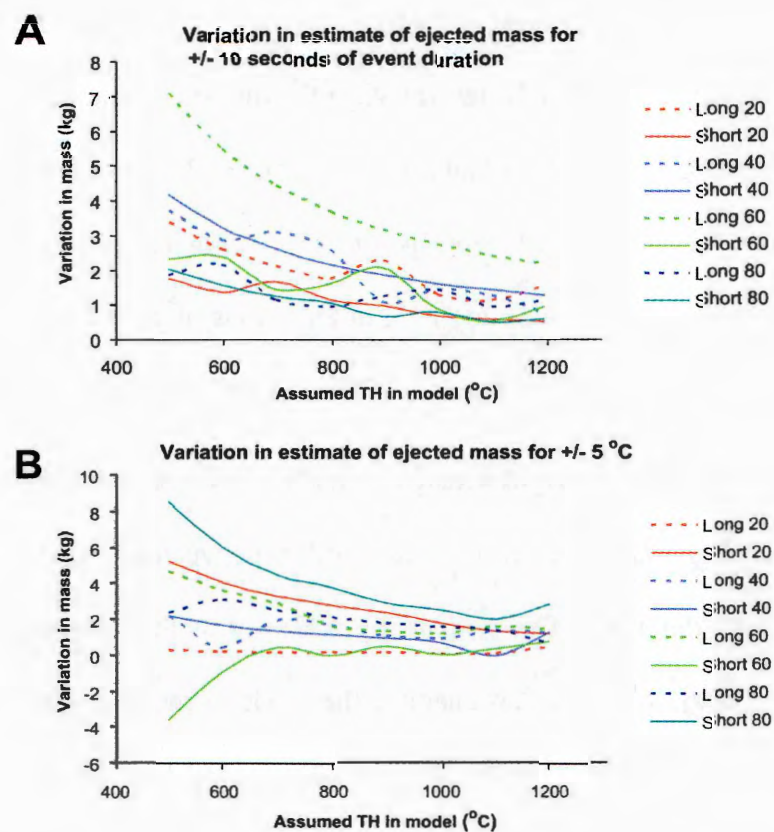 A
Variation in estimate of ejected mass for
+/- 10 seconds of event duration
8
7
6
5
4
3
2
1
0
Variation in mass (kg)
400 600 800 1000 1200
Assumed TH in model (°C)
Long 20
Short 20
Long 40
Short 40
Long 60
Short 60
Long 80
Short 80
B
Variation in estimate of ejected mass for +/- 5 °C
10
8
6
4
2
0
-2
-4
-6
Variation in mass (kg)
400 600 800 1000 1200
Assumed TH in model (°C)
Long 20
Short 20
Long 40
Short 40
Long 60
Short 60
Long 80
Short 80